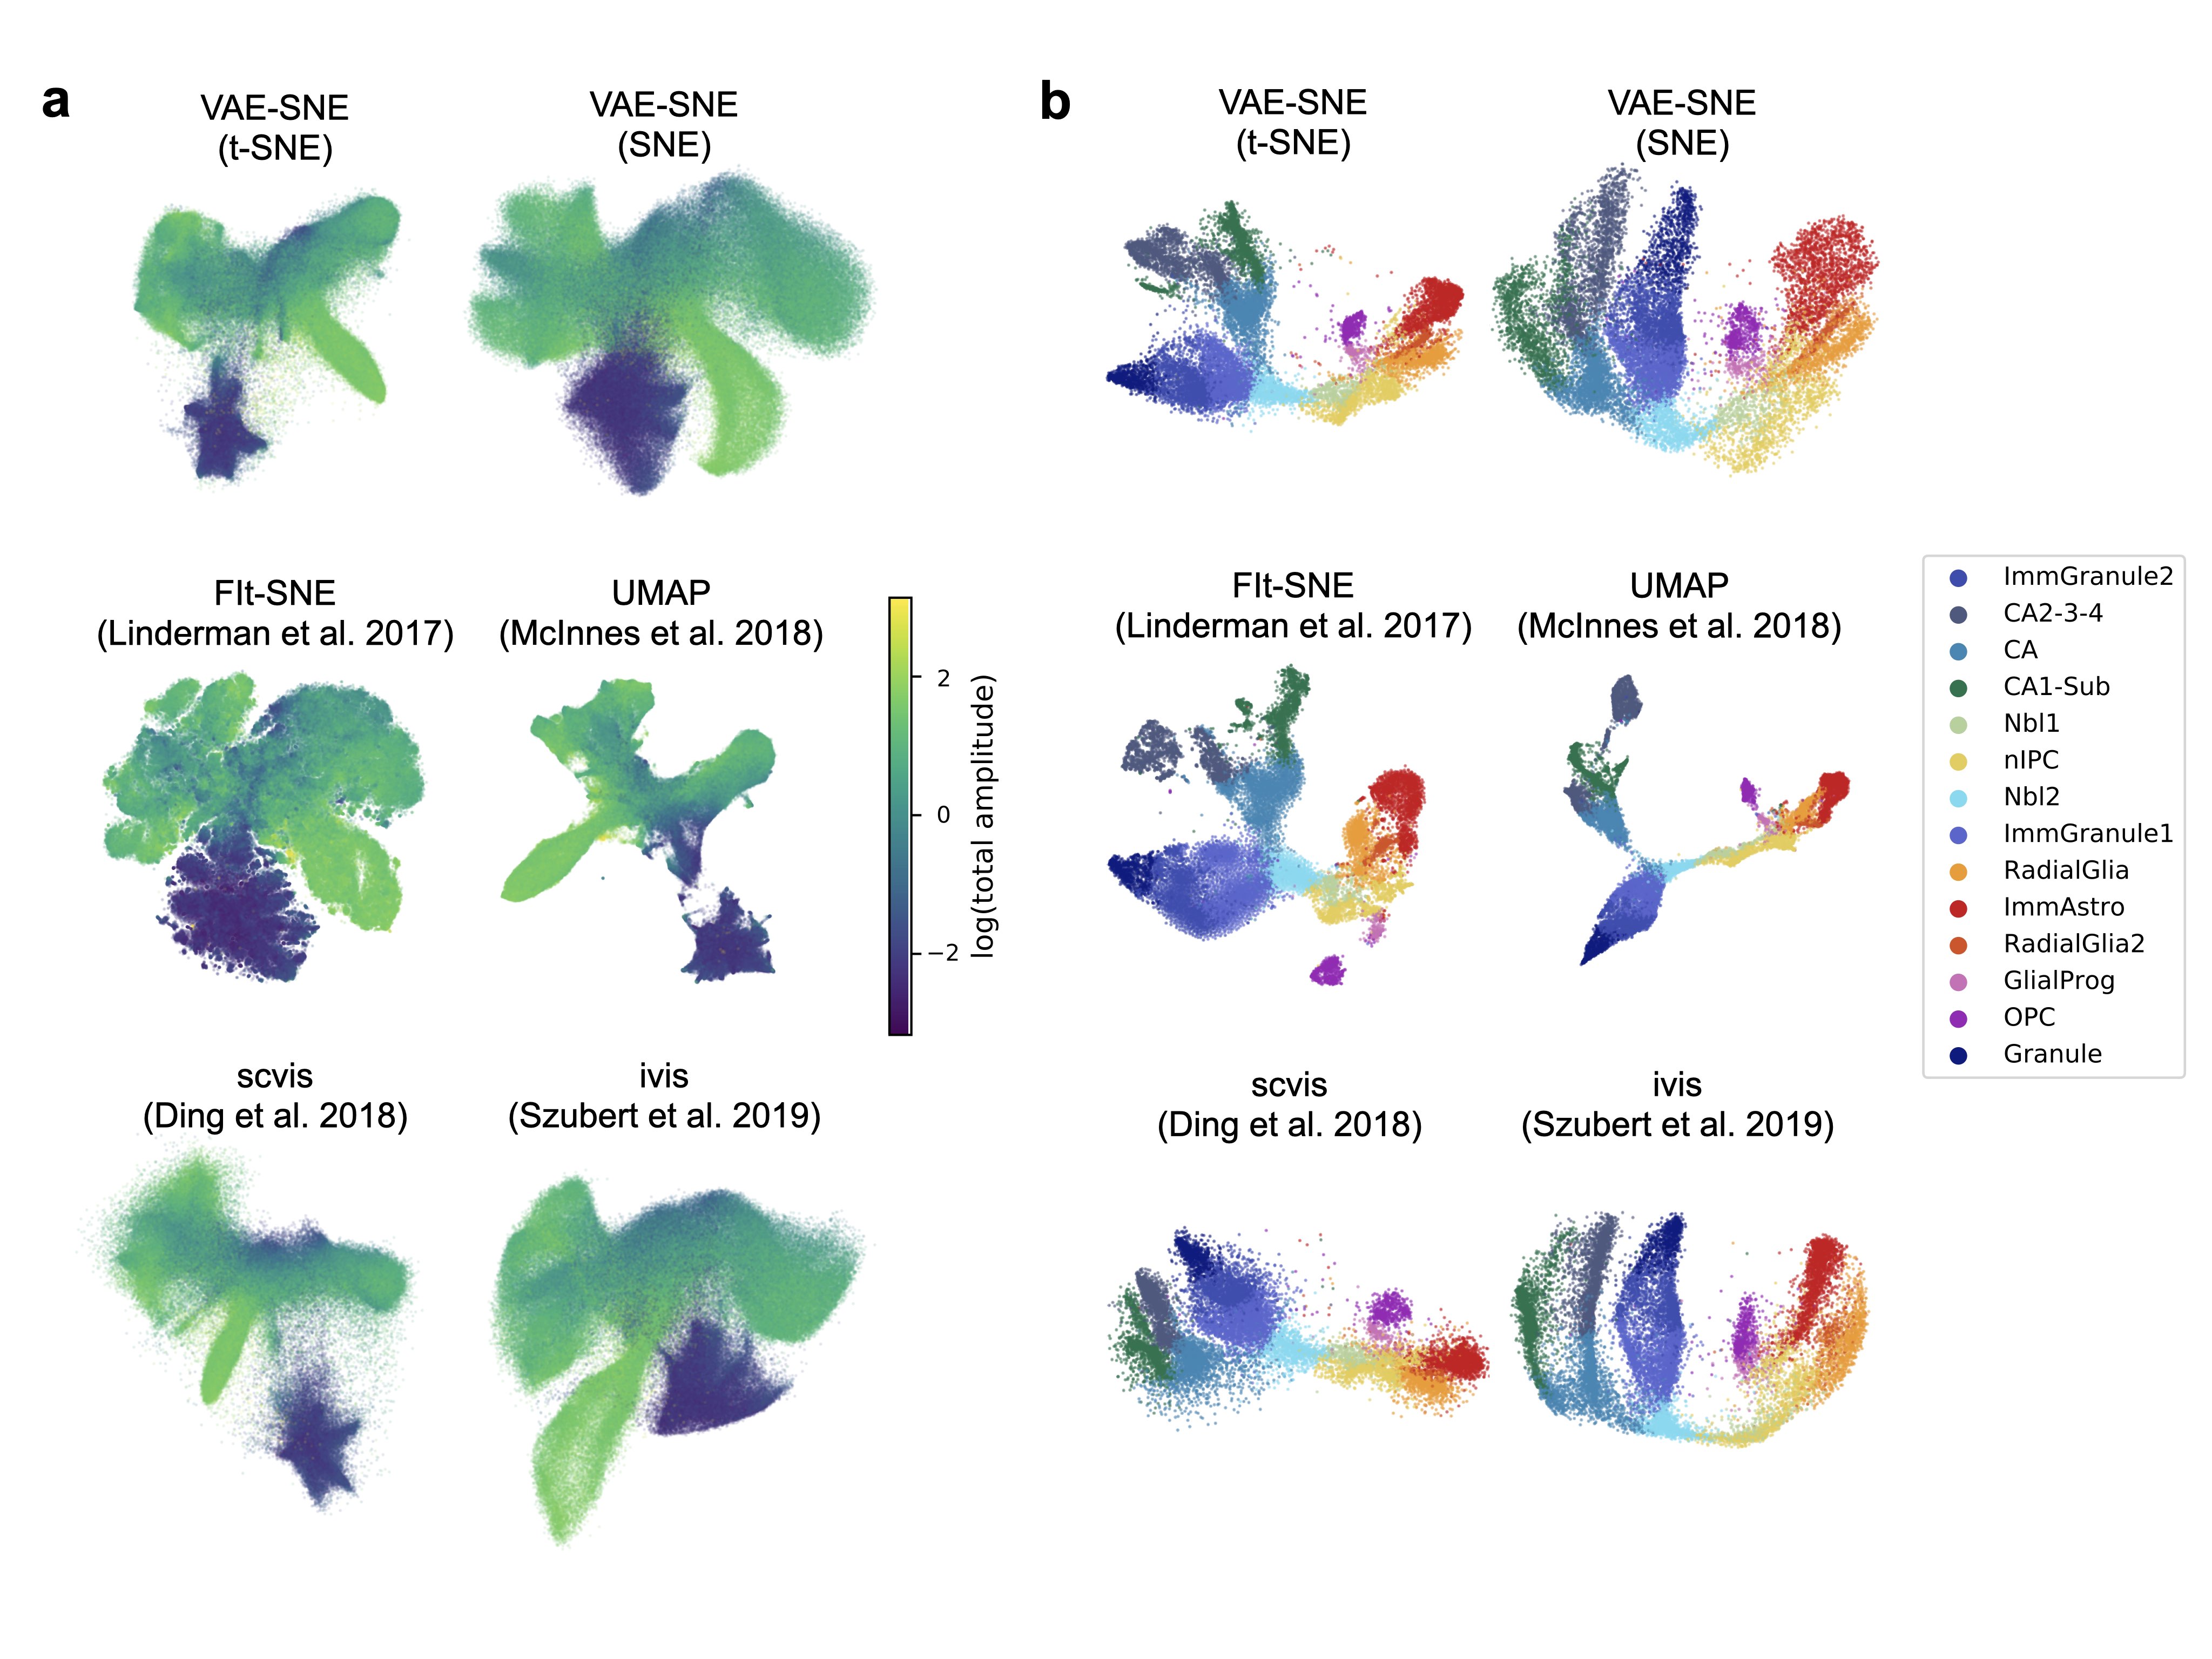 a
VAE-SNE
(t-SNE)
VAE-SNE
(SNE)
FIt-SNE
(Linderman et al. 2017)
UMAP
(McInnes et al. 2018)
2
0
−2
log(total amplitude)
scvis
(Ding et al. 2018)
ivis
(Szubert et al. 2019)
b
VAE-SNE
(t-SNE)
VAE-SNE
(SNE)
FIt-SNE
(Linderman et al. 2017)
UMAP
(McInnes et al. 2018)
scvis
(Ding et al. 2018)
ivis
(Szubert et al. 2019)
ImmGranule2
CA2-3-4
CA
CA1-Sub
Nbl1
nIPC
Nbl2
ImmGranule1
RadialGlia
ImmAstro
RadialGlia2
GlialProg
OPC
Granule